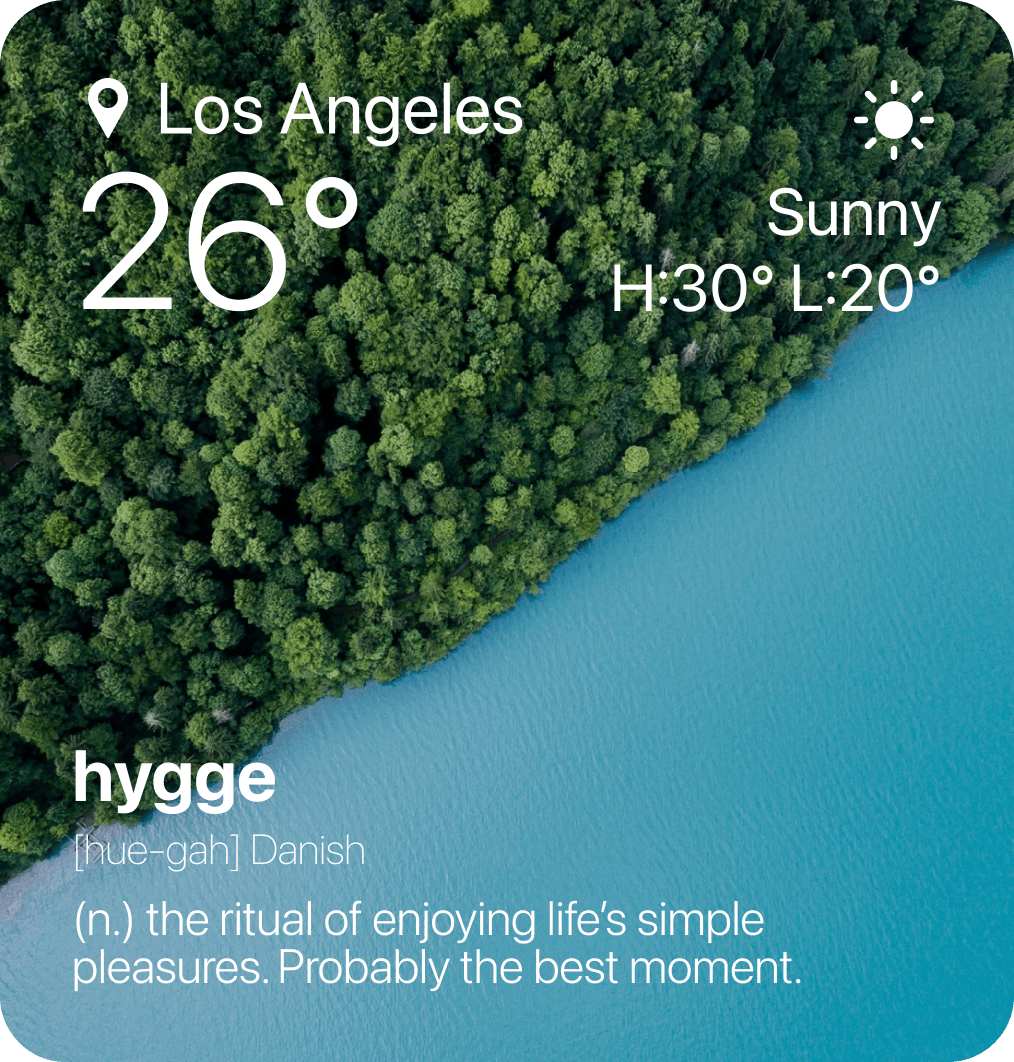 Los Angeles
26°
Sunny
H:30° L:20°
hygge
[hue-gah] Danish
(n.) the ritual of enjoying life’s simple
pleasures. Probably the best moment.